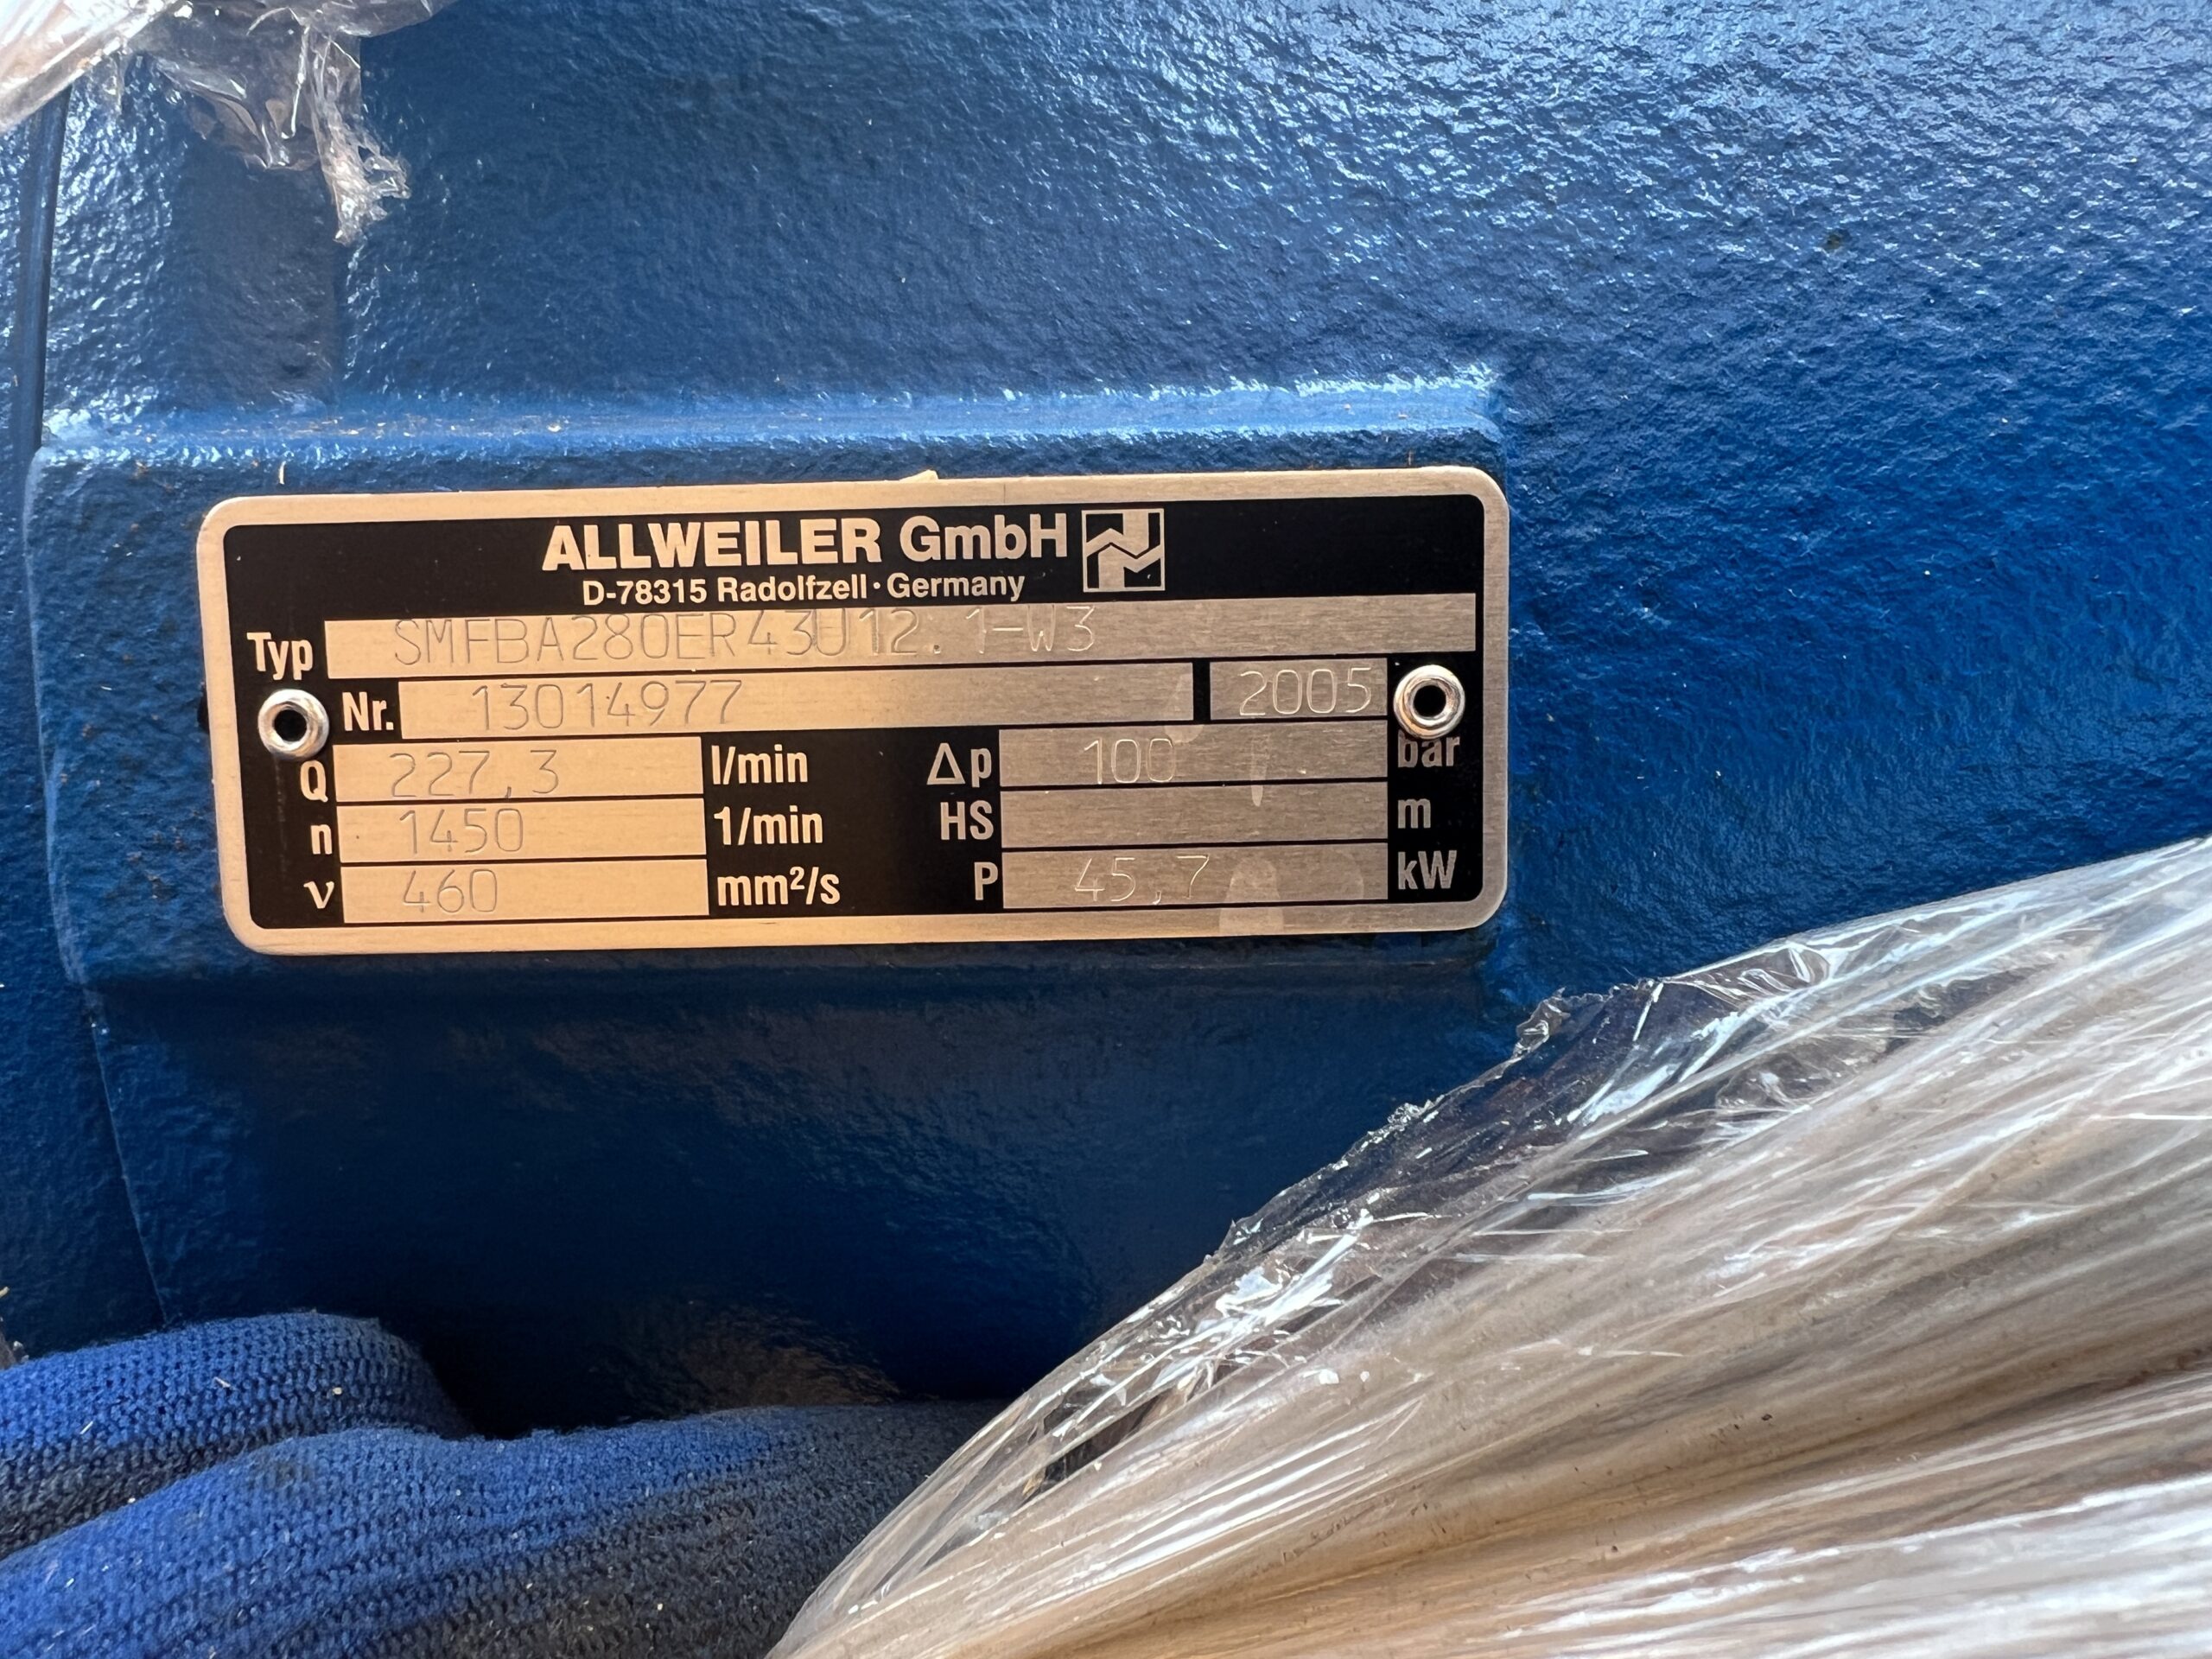 ALLWEILER GmbH
D-78315 Radolfzell · Germany
Typ SMFBA280ER43U12.1-W3
Nr. 13014977 2005
Q 227,3 l/min Δp 100 bar
n 1450 1/min HS m
ν 460 mm²/s P 45,7 kW